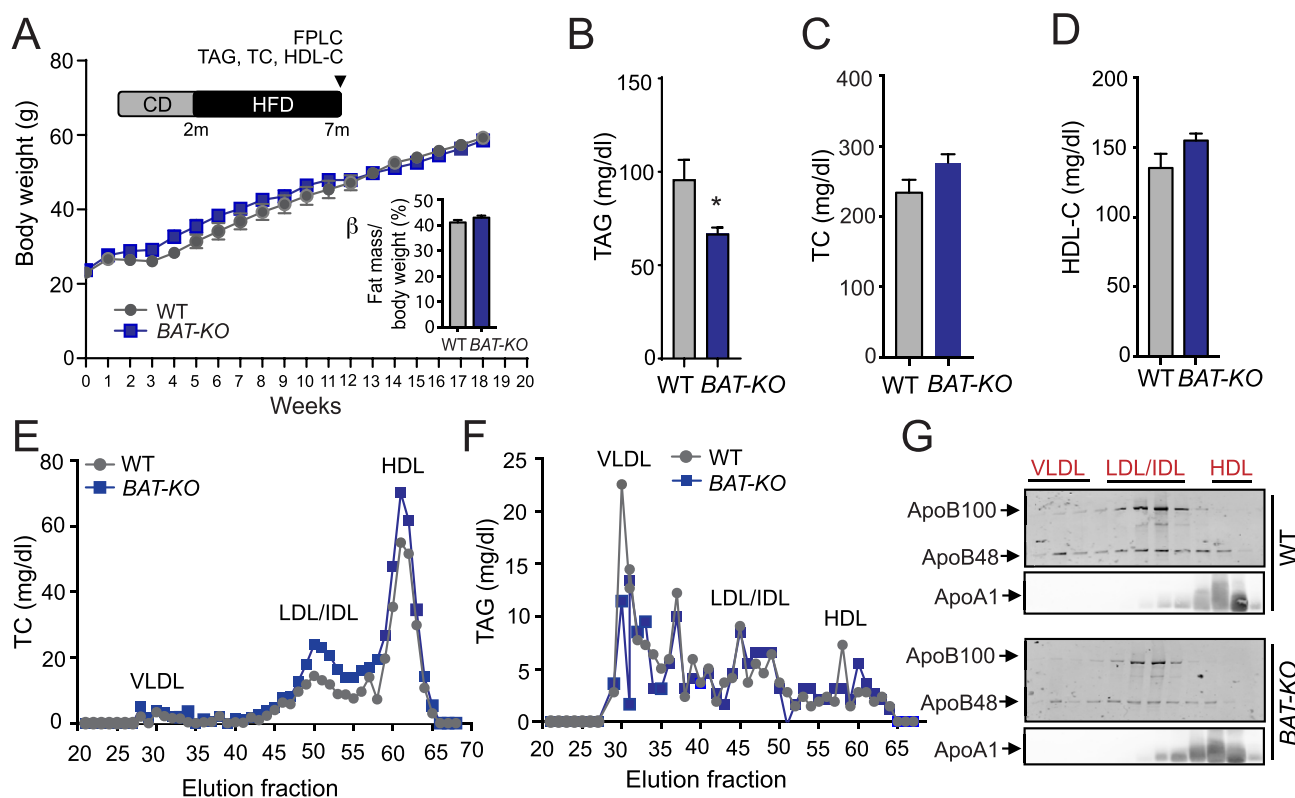 A
FPLC
TAG, TC, HDL-C
CD
HFD
2m
7m
Body weight (g)
80
60
40
20
0
WT
BAT-KO
0 1 2 3 4 5 6 7 8 9 10 11 12 13 14 15 16 17 18 19 20
Weeks
β
Fat mass/
body weight (%)
50
40
30
20
10
0
WT BAT-KO
B
TAG (mg/dl)
150
100
50
0
*
WT BAT-KO
C
TC (mg/dl)
400
300
200
100
0
WT BAT-KO
D
HDL-C (mg/dl)
200
150
100
50
0
WT BAT-KO
E
WT
BAT-KO
TC (mg/dl)
80
60
40
20
0
VLDL
LDL/IDL
HDL
20 25 30 35 40 45 50 55 60 65 70
Elution fraction
F
WT
BAT-KO
TAG (mg/dl)
25
20
15
10
5
0
VLDL
LDL/IDL
HDL
20 25 30 35 40 45 50 55 60 65
Elution fraction
G
VLDL LDL/IDL HDL
ApoB100
ApoB48
ApoA1
WT
ApoB100
ApoB48
ApoA1
BAT-KO